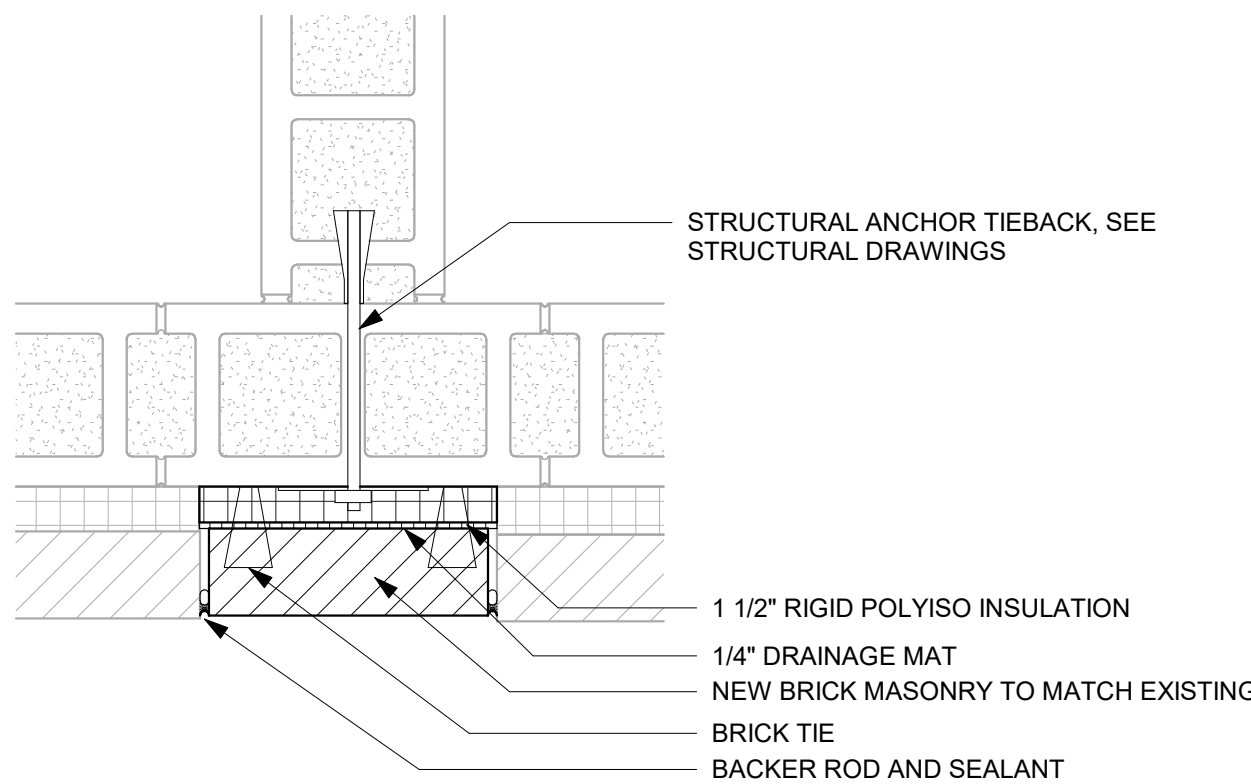 STRUCTURAL ANCHOR TIEBACK, SEE
STRUCTURAL DRAWINGS
1 1/2" RIGID POLYISO INSULATION
1/4" DRAINAGE MAT
NEW BRICK MASONRY TO MATCH EXISTING
BRICK TIE
BACKER ROD AND SEALANT